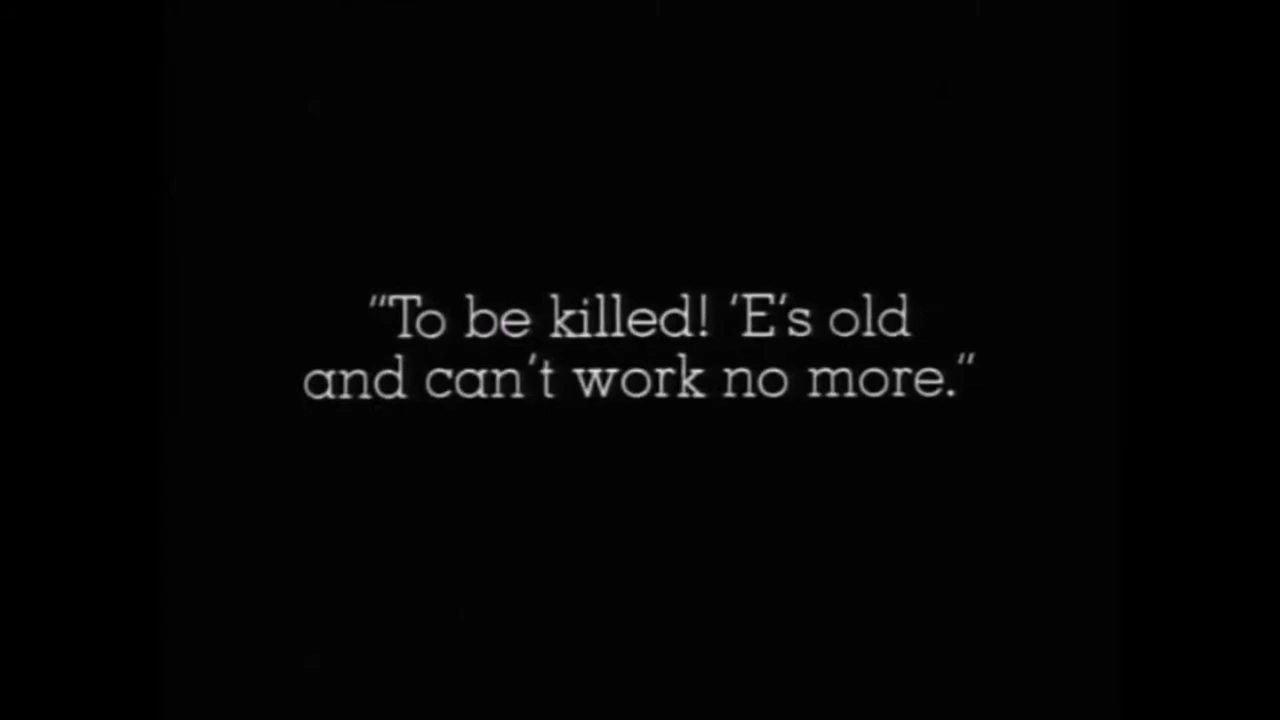 “To be killed! ‘E‘s old
and can’t work no more.”